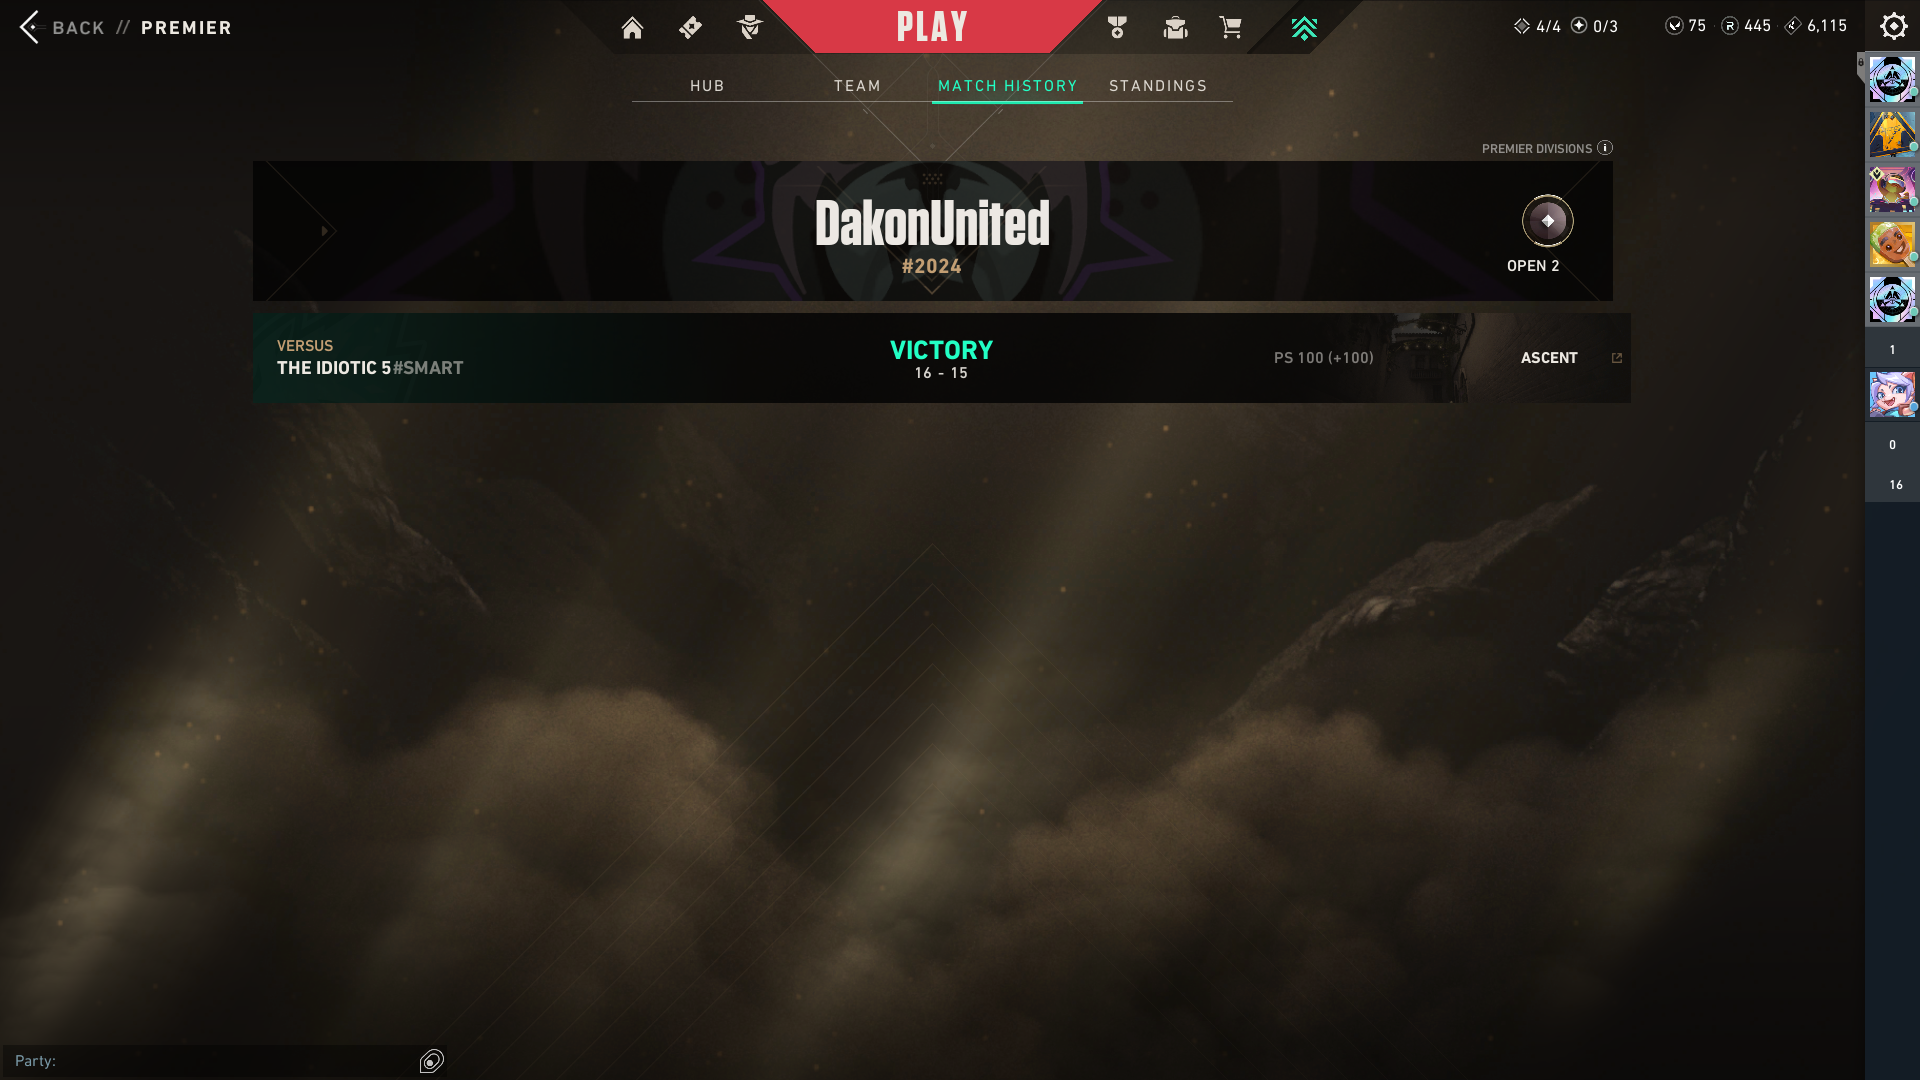 BACK // PREMIER
PLAY
4/4 0/3 75 445 6,115
HUB TEAM MATCH HISTORY STANDINGS
PREMIER DIVISIONS
DakonUnited
#2024
OPEN 2
VERSUS
THE IDIOTIC 5#SMART
VICTORY
16 - 15
PS 100 (+100)
ASCENT
1
0
16
Party: